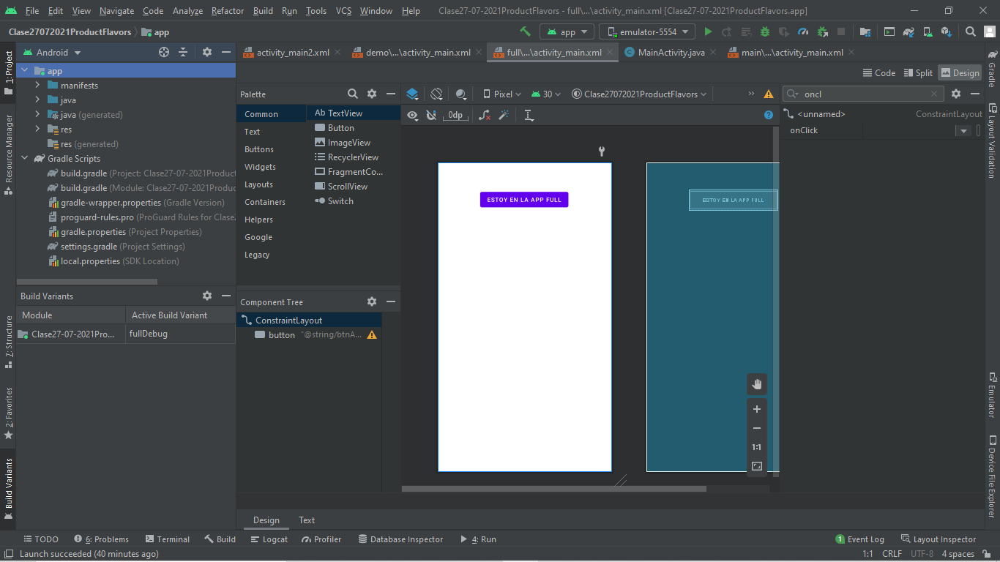 File Edit View Navigate Code Analyze Refactor Build Run Tools VCS Window Help Clase27-07-2021ProductFlavors - full\...\activity_main.xml [Clase27-07-2021ProductFlavors.app]
Clase27072021ProductFlavors app
app emulator-5554
Android
activity_main2.xml demo\...\activity_main.xml full\...\activity_main.xml MainActivity.java main\...\activity_main.xml
Code Split Design
1: Project
Resource Manager
7: Structure
2: Favorites
Build Variants
app
manifests
java
java (generated)
res
res (generated)
Gradle Scripts
build.gradle (Project: Clase27-07-2021Product
build.gradle (Module: Clase27-07-2021Produc
gradle-wrapper.properties (Gradle Version)
proguard-rules.pro (ProGuard Rules for Clase
gradle.properties (Project Properties)
settings.gradle (Project Settings)
local.properties (SDK Location)
Build Variants
Module Active Build Variant
Clase27-07-2021Pro... fullDebug
Palette
Common
Text
Buttons
Widgets
Layouts
Containers
Helpers
Google
Legacy
Ab TextView
Button
ImageView
RecyclerView
FragmentCo...
ScrollView
Switch
Component Tree
ConstraintLayout
button "@string/btnA...
Pixel 30 Clase27072021ProductFlavors »
0dp ?
ESTOY EN LA APP FULL
ESTOY EN LA APP FULL
1:1
oncl
<unnamed> ConstraintLayout
onClick
Gradle
Layout Validation
Emulator
Device File Explorer
Design Text
TODO 6: Problems Terminal Build Logcat Profiler Database Inspector 4: Run 1 Event Log Layout Inspector
Launch succeeded (40 minutes ago) 1:1 CRLF UTF-8 4 spaces